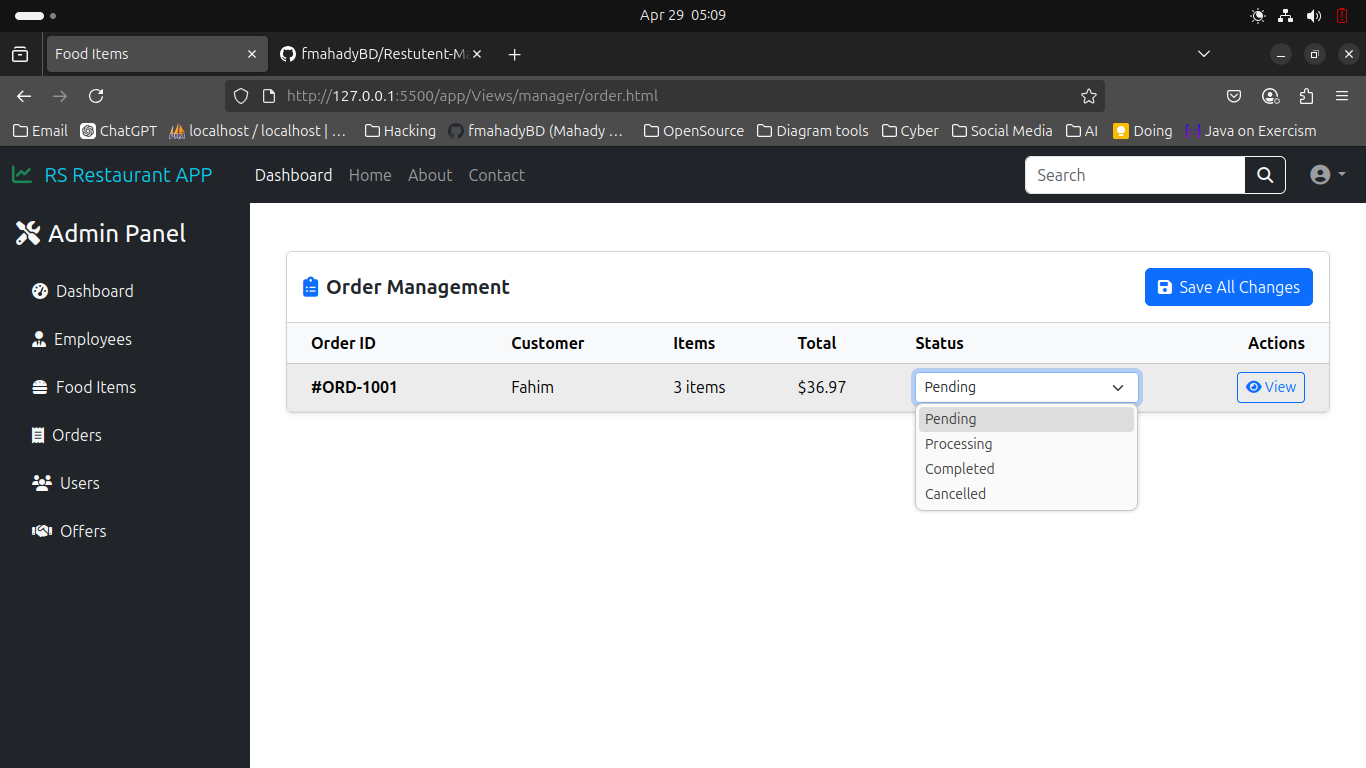 Apr 29 05:09
Food Items
fmahadyBD/Restutent-Ma
http://127.0.0.1:5500/app/Views/manager/order.html
Email ChatGPT localhost / localhost | … Hacking fmahadyBD (Mahady … OpenSource Diagram tools Cyber Social Media AI Doing Java on Exercism
RS Restaurant APP Dashboard Home About Contact Search
Admin Panel
Dashboard
Employees
Food Items
Orders
Users
Offers
Order Management Save All Changes
Order ID Customer Items Total Status Actions
#ORD-1001 Fahim 3 items $36.97 Pending View
Pending
Processing
Completed
Cancelled